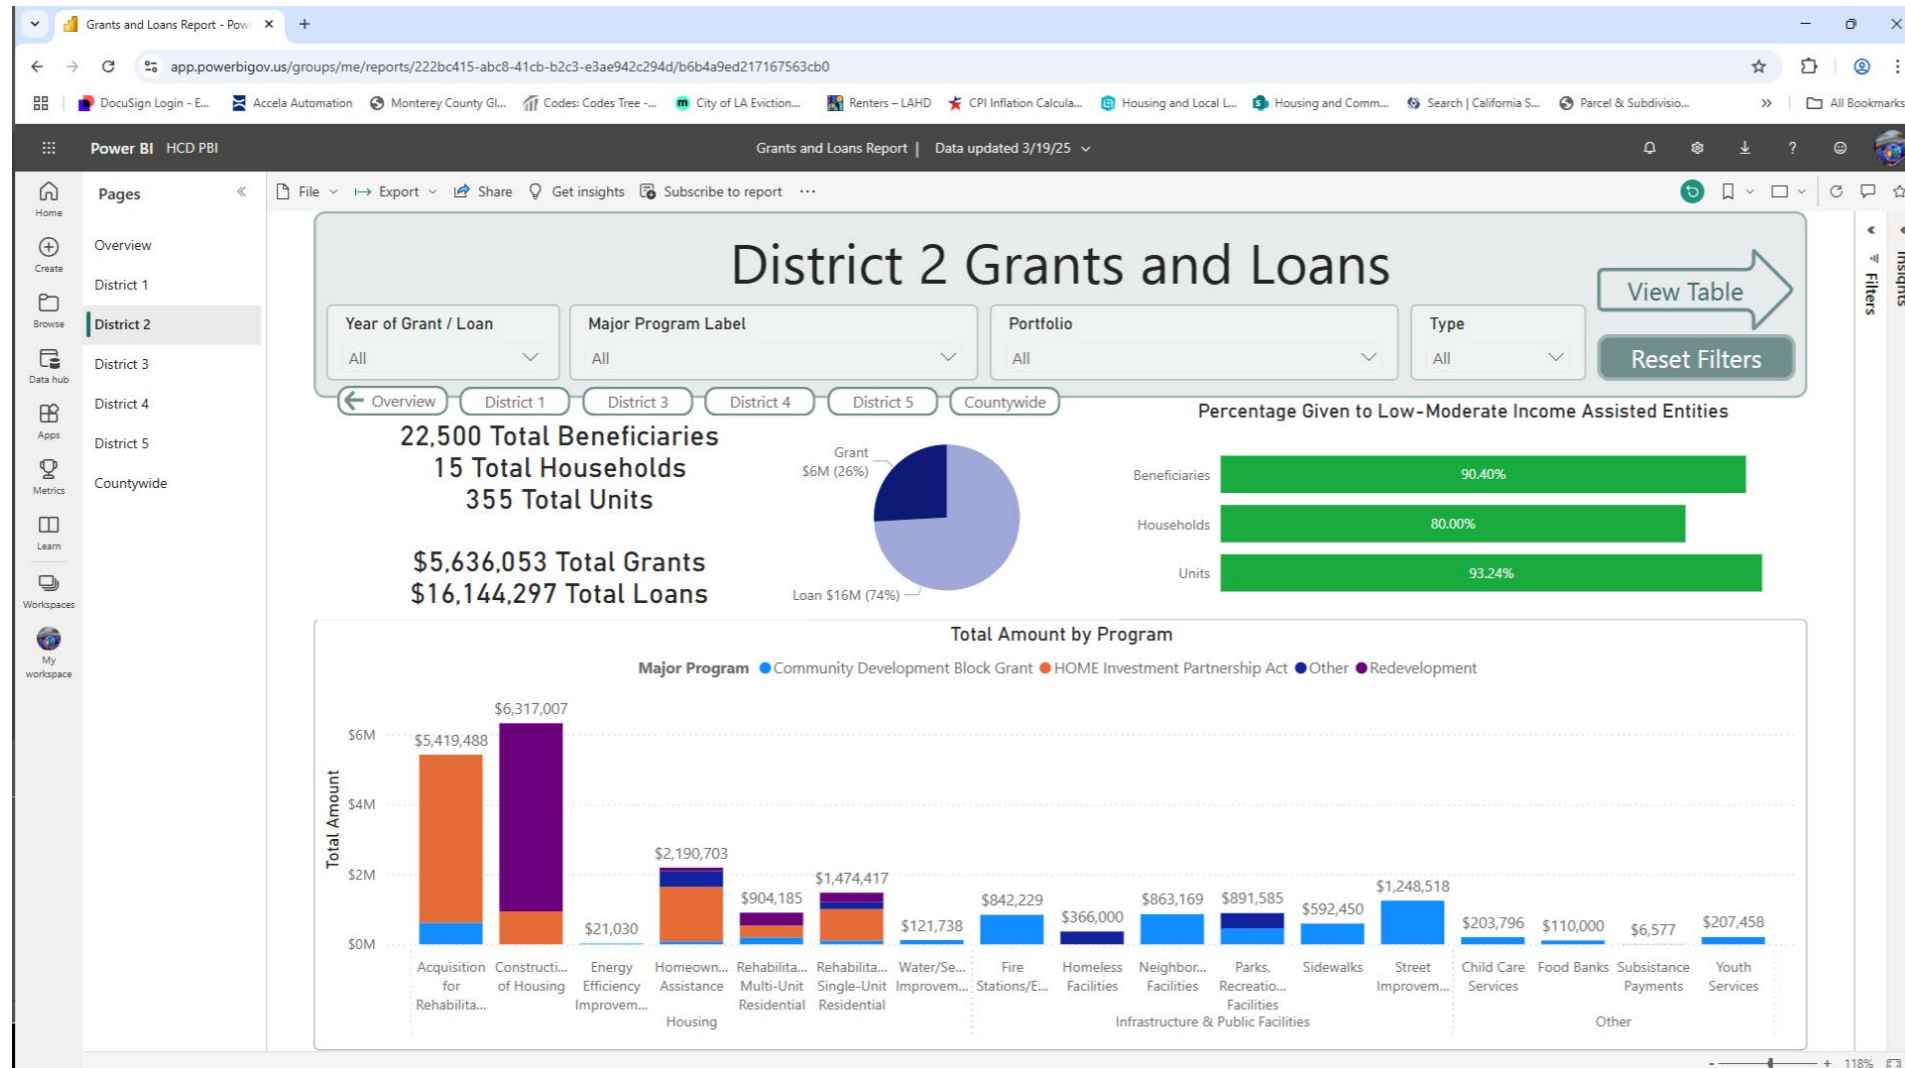 Grants and Loans Report - Pow
app.powerbigov.us/groups/me/reports/222bc415-abc8-41cb-b2c3-e3ae942c294d/b6b4a9ed217167563cb0
DocuSign Login - E... Accela Automation Monterey County Gl... Codes: Codes Tree -... City of LA Eviction... Renters – LAHD CPI Inflation Calcula... Housing and Local L... Housing and Comm... Search | California S... Parcel & Subdivisio... » All Bookmarks
Power BI HCD PBI Grants and Loans Report | Data updated 3/19/25
Home
Create
Browse
Data hub
Apps
Metrics
Learn
Workspaces
My
workspace
Pages
Overview
District 1
District 2
District 3
District 4
District 5
Countywide
File Export Share Get insights Subscribe to report ...
District 2 Grants and Loans
View Table
Reset Filters
Year of Grant / Loan
All
Major Program Label
All
Portfolio
All
Type
All
Overview District 1 District 3 District 4 District 5 Countywide
22,500 Total Beneficiaries
15 Total Households
355 Total Units
$5,636,053 Total Grants
$16,144,297 Total Loans
Grant
$6M (26%)
Loan $16M (74%)
Percentage Given to Low-Moderate Income Assisted Entities
Beneficiaries 90.40%
Households 80.00%
Units 93.24%
Filters
Insights
Total Amount by Program
Major Program Community Development Block Grant HOME Investment Partnership Act Other Redevelopment
Total Amount
$6M
$4M
$2M
$0M
$5,419,488
$6,317,007
$21,030
$2,190,703
$904,185
$1,474,417
$121,738
$842,229
$366,000
$863,169
$891,585
$592,450
$1,248,518
$203,796
$110,000
$6,577
$207,458
Acquisition
for
Rehabilita...
Constructi...
of Housing
Energy
Efficiency
Improvem...
Homeown...
Assistance
Rehabilita...
Multi-Unit
Residential
Rehabilita...
Single-Unit
Residential
Water/Se...
Improvem...
Fire
Stations/E...
Homeless
Facilities
Neighbor...
Facilities
Parks,
Recreatio...
Facilities
Sidewalks
Street
Improvem...
Child Care
Services
Food Banks
Subsistance
Payments
Youth
Services
Housing
Infrastructure & Public Facilities
Other
- + 118%